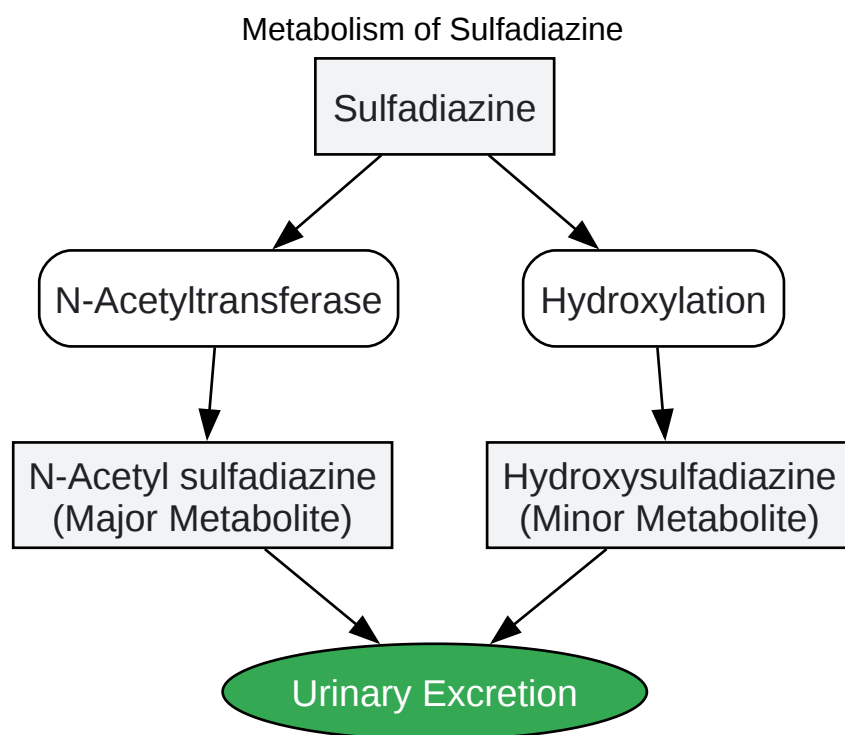 Metabolism of Sulfadiazine
Sulfadiazine
N-Acetyltransferase
Hydroxylation
N-Acetyl sulfadiazine
(Major Metabolite)
Hydroxysulfadiazine
(Minor Metabolite)
Urinary Excretion